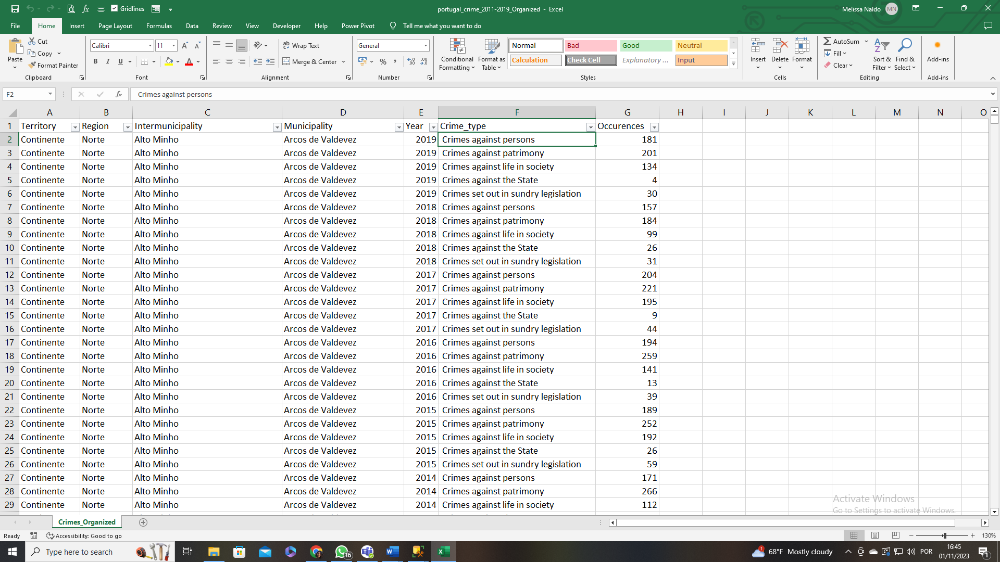 Gridlines
portugal_crime_2011-2019_Organized - Excel
Melissa Naldo MN
File Home Insert Page Layout Formulas Data Review View Developer Help Power Pivot Tell me what you want to do
Paste
Cut
Copy
Format Painter
Clipboard
Calibri 11
B I U
Font
Wrap Text
Merge & Center
Alignment
General
Number
Conditional Formatting
Format as Table
Normal Bad Good Neutral
Calculation Check Cell Explanatory ... Input
Styles
Insert Delete Format
Cells
AutoSum
Fill
Clear
Sort & Filter
Find & Select
Editing
Add-ins
Add-ins
F2 fx Crimes against persons
A B C D E F G H I J K L M N O
1 Territory Region Intermunicipality Municipality Year Crime_type Occurences
2 Continente Norte Alto Minho Arcos de Valdevez 2019 Crimes against persons 181
3 Continente Norte Alto Minho Arcos de Valdevez 2019 Crimes against patrimony 201
4 Continente Norte Alto Minho Arcos de Valdevez 2019 Crimes against life in society 134
5 Continente Norte Alto Minho Arcos de Valdevez 2019 Crimes against the State 4
6 Continente Norte Alto Minho Arcos de Valdevez 2019 Crimes set out in sundry legislation 30
7 Continente Norte Alto Minho Arcos de Valdevez 2018 Crimes against persons 157
8 Continente Norte Alto Minho Arcos de Valdevez 2018 Crimes against patrimony 184
9 Continente Norte Alto Minho Arcos de Valdevez 2018 Crimes against life in society 99
10 Continente Norte Alto Minho Arcos de Valdevez 2018 Crimes against the State 26
11 Continente Norte Alto Minho Arcos de Valdevez 2018 Crimes set out in sundry legislation 31
12 Continente Norte Alto Minho Arcos de Valdevez 2017 Crimes against persons 204
13 Continente Norte Alto Minho Arcos de Valdevez 2017 Crimes against patrimony 221
14 Continente Norte Alto Minho Arcos de Valdevez 2017 Crimes against life in society 195
15 Continente Norte Alto Minho Arcos de Valdevez 2017 Crimes against the State 9
16 Continente Norte Alto Minho Arcos de Valdevez 2017 Crimes set out in sundry legislation 44
17 Continente Norte Alto Minho Arcos de Valdevez 2016 Crimes against persons 194
18 Continente Norte Alto Minho Arcos de Valdevez 2016 Crimes against patrimony 259
19 Continente Norte Alto Minho Arcos de Valdevez 2016 Crimes against life in society 141
20 Continente Norte Alto Minho Arcos de Valdevez 2016 Crimes against the State 13
21 Continente Norte Alto Minho Arcos de Valdevez 2016 Crimes set out in sundry legislation 39
22 Continente Norte Alto Minho Arcos de Valdevez 2015 Crimes against persons 189
23 Continente Norte Alto Minho Arcos de Valdevez 2015 Crimes against patrimony 252
24 Continente Norte Alto Minho Arcos de Valdevez 2015 Crimes against life in society 192
25 Continente Norte Alto Minho Arcos de Valdevez 2015 Crimes against the State 26
26 Continente Norte Alto Minho Arcos de Valdevez 2015 Crimes set out in sundry legislation 59
27 Continente Norte Alto Minho Arcos de Valdevez 2014 Crimes against persons 171
28 Continente Norte Alto Minho Arcos de Valdevez 2014 Crimes against patrimony 266
29 Continente Norte Alto Minho Arcos de Valdevez 2014 Crimes against life in society 112
Activate Windows
Go to Settings to activate Windows.
Crimes_Organized
Ready Accessibility: Good to go 130%
Type here to search
16
68°F Mostly cloudy
POR
16:45
01/11/2023
1